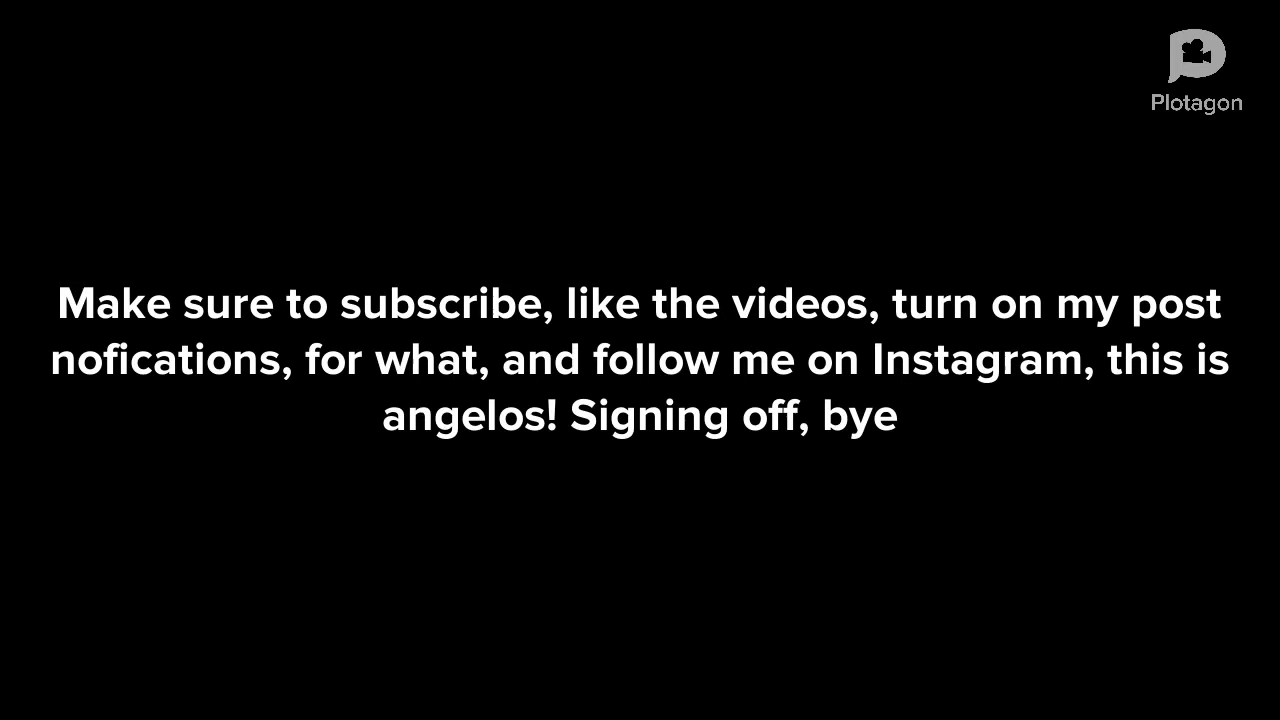 Plotagon
Make sure to subscribe, like the videos, turn on my post
nofications, for what, and follow me on Instagram, this is
angelos! Signing off, bye